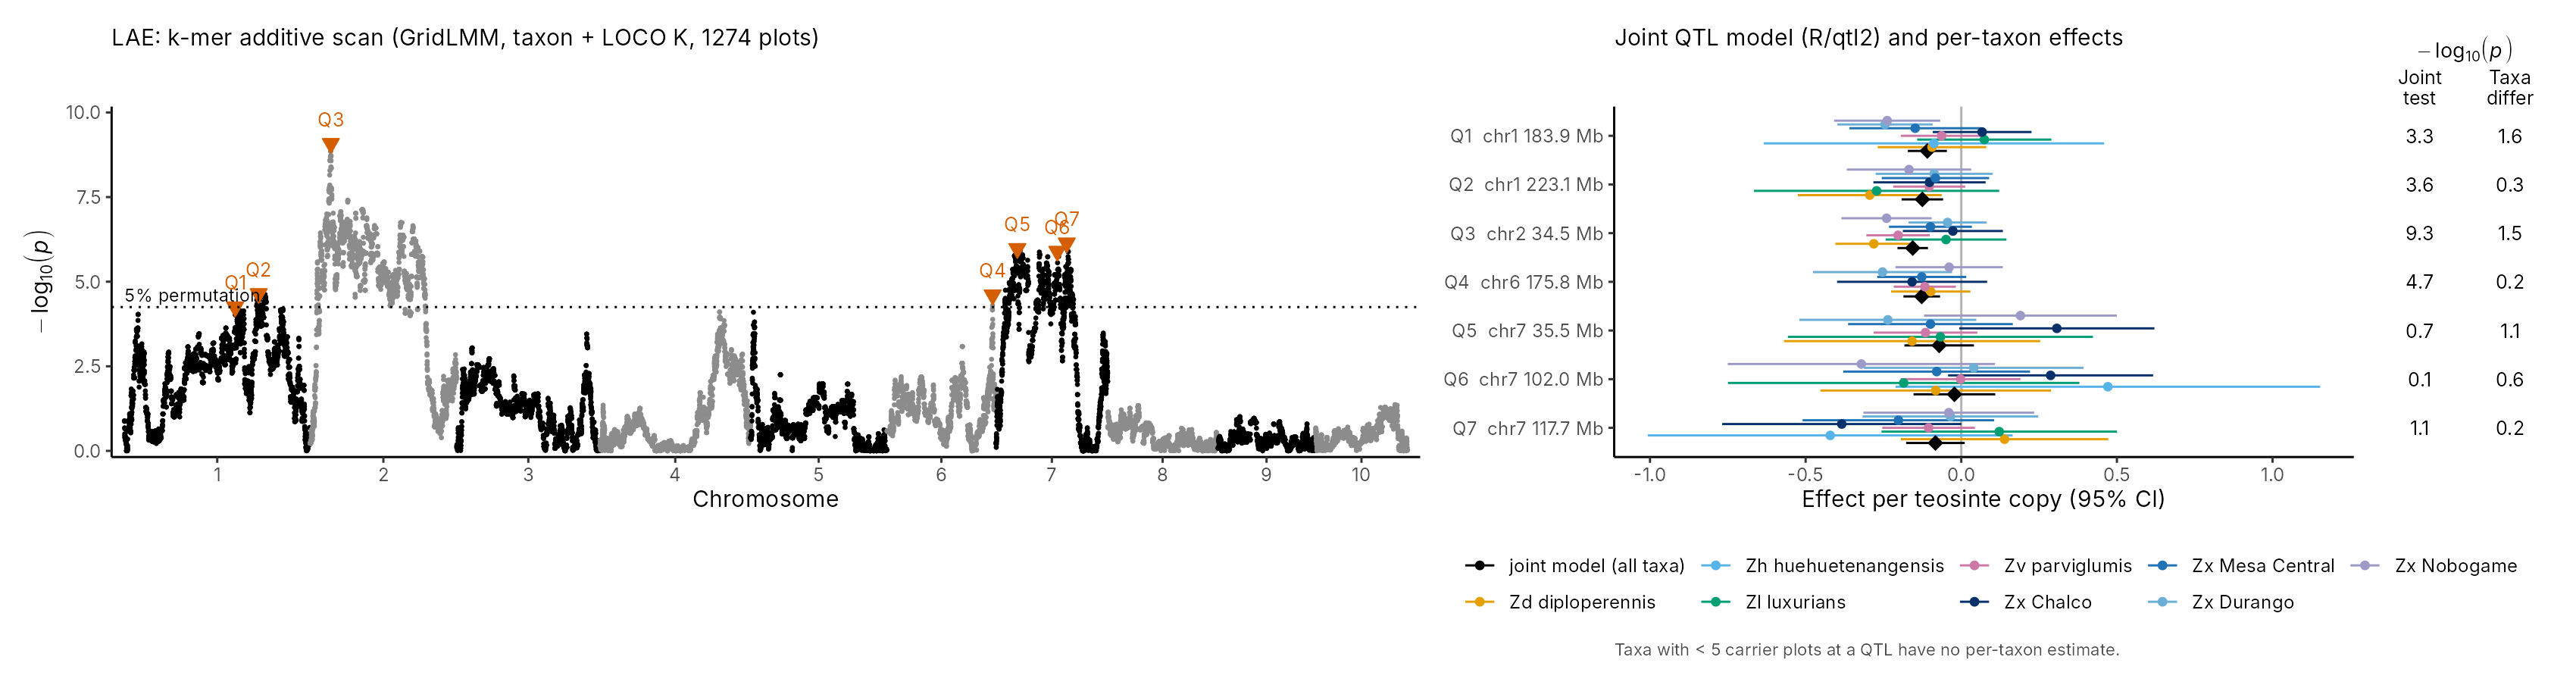 LAE: k-mer additive scan (GridLMM, taxon + LOCO K, 1274 plots)
−log10(p)
10.0
7.5
5.0
2.5
0.0
5% permutation
Q1
Q2
Q3
Q4
Q5
Q6
Q7
1 2 3 4 5 6 7 8 9 10
Chromosome
Joint QTL model (R/qtl2) and per-taxon effects
−log10(p)
Joint test
Taxa differ
Q1 chr1 183.9 Mb 3.3 1.6
Q2 chr1 223.1 Mb 3.6 0.3
Q3 chr2 34.5 Mb 9.3 1.5
Q4 chr6 175.8 Mb 4.7 0.2
Q5 chr7 35.5 Mb 0.7 1.1
Q6 chr7 102.0 Mb 0.1 0.6
Q7 chr7 117.7 Mb 1.1 0.2
-1.0 -0.5 0.0 0.5 1.0
Effect per teosinte copy (95% CI)
joint model (all taxa) Zh huehuetenangensis Zv parviglumis Zx Mesa Central Zx Nobogame
Zd diploperennis Zl luxurians Zx Chalco Zx Durango
Taxa with < 5 carrier plots at a QTL have no per-taxon estimate.